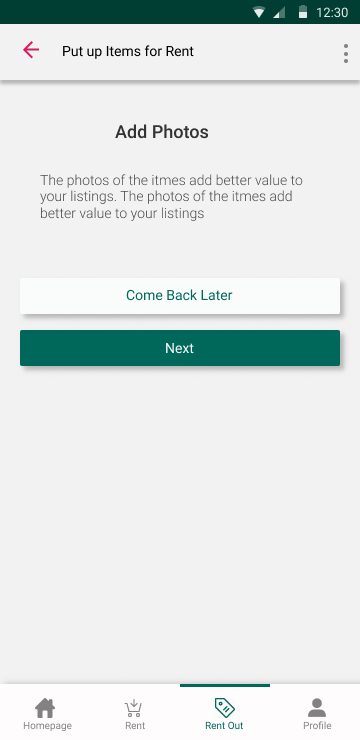 12:30
Put up Items for Rent
Add Photos
The photos of the itmes add better value to
your listings. The photos of the itmes add
better value to your listings
Come Back Later
Next
Homepage
Rent
Rent Out
Profile